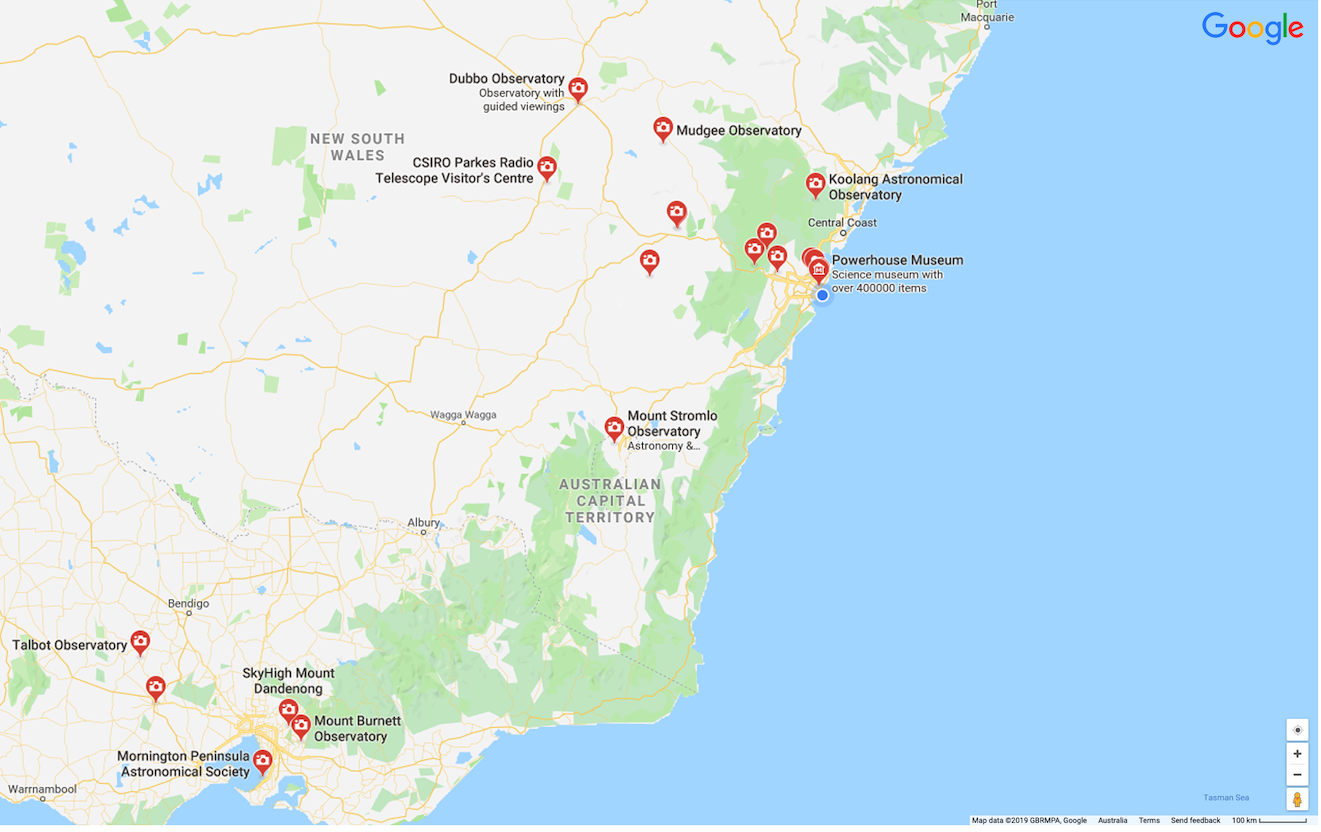 Port
Macquarie
Google
Dubbo Observatory
Observatory with
guided viewings
Mudgee Observatory
NEW SOUTH
WALES
CSIRO Parkes Radio
Telescope Visitor's Centre
Koolang Astronomical
Observatory
Central Coast
Powerhouse Museum
Science museum with
over 400000 items
Wagga Wagga
Mount Stromlo
Observatory
Astronomy &...
AUSTRALIAN
CAPITAL
TERRITORY
Albury
Bendigo
Talbot Observatory
SkyHigh Mount
Dandenong
Mount Burnett
Observatory
Mornington Peninsula
Astronomical Society
Warrnambool
Tasman Sea
Map data ©2019 GBRMPA, Google Australia Terms Send feedback 100 km